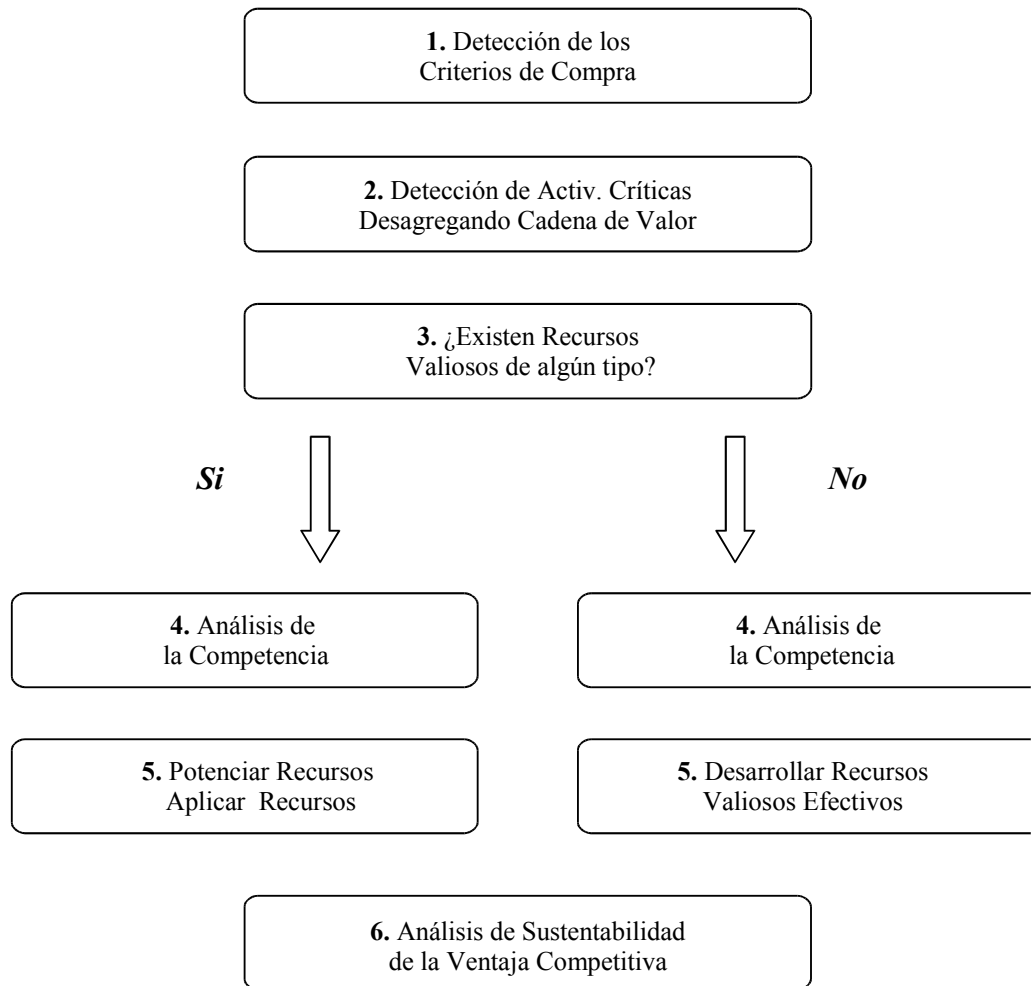 1. Detección de los
Criterios de Compra
2. Detección de Activ. Críticas
Desagregando Cadena de Valor
3. ¿Existen Recursos
Valiosos de algún tipo?
Si
No
4. Análisis de
la Competencia
4. Análisis de
la Competencia
5. Potenciar Recursos
Aplicar Recursos
5. Desarrollar Recursos
Valiosos Efectivos
6. Análisis de Sustentabilidad
de la Ventaja Competitiva